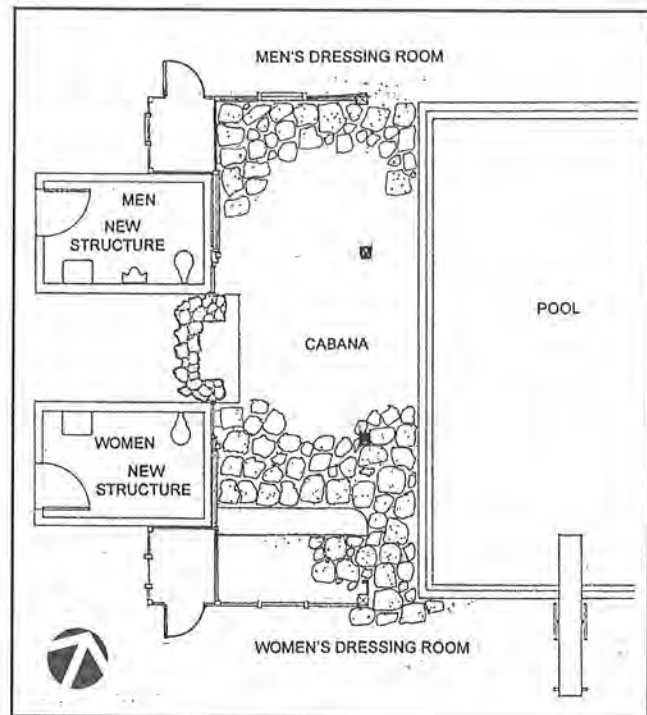 MEN'S DRESSING ROOM
MEN
NEW
STRUCTURE
POOL
CABANA
WOMEN
NEW
STRUCTURE
WOMEN'S DRESSING ROOM